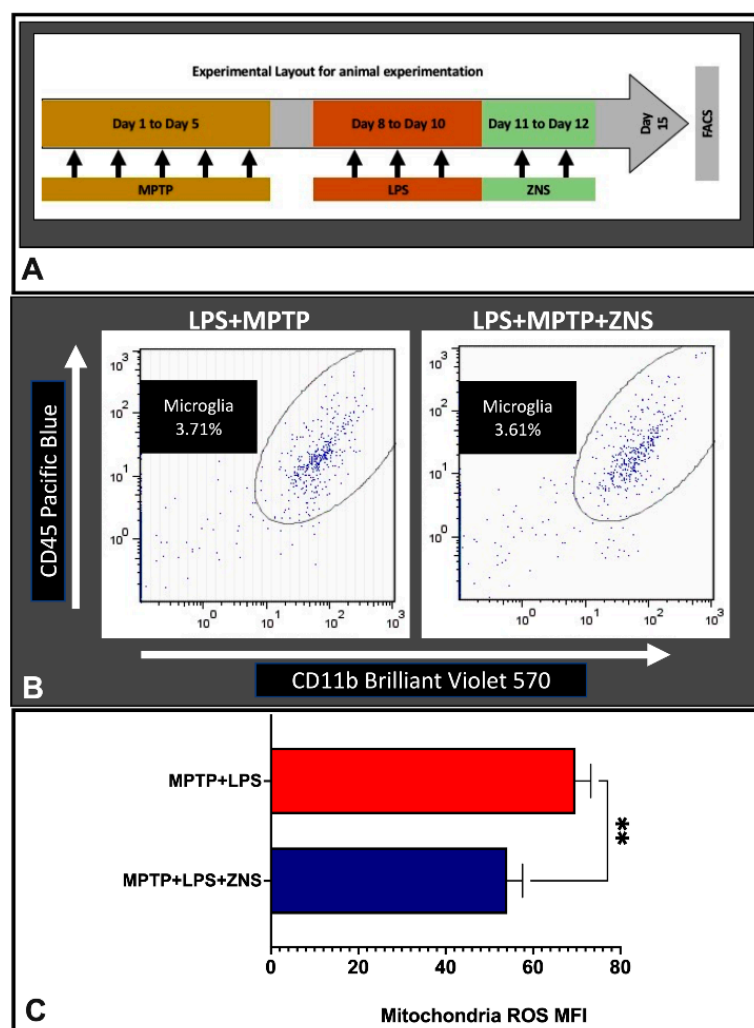 Experimental Layout for animal experimentation
Day 1 to Day 5
Day 8 to Day 10
Day 11 to Day 12
Day 15
FACS
MPTP
LPS
ZNS
A
LPS+MPTP
LPS+MPTP+ZNS
CD45 Pacific Blue
10³
10²
10¹
10⁰
Microglia
3.71%
10⁰ 10¹ 10² 10³
10³
10²
10¹
10⁰
Microglia
3.61%
10⁰ 10¹ 10² 10³
CD11b Brilliant Violet 570
B
MPTP+LPS
MPTP+LPS+ZNS
**
0 20 40 60 80
Mitochondria ROS MFI
C